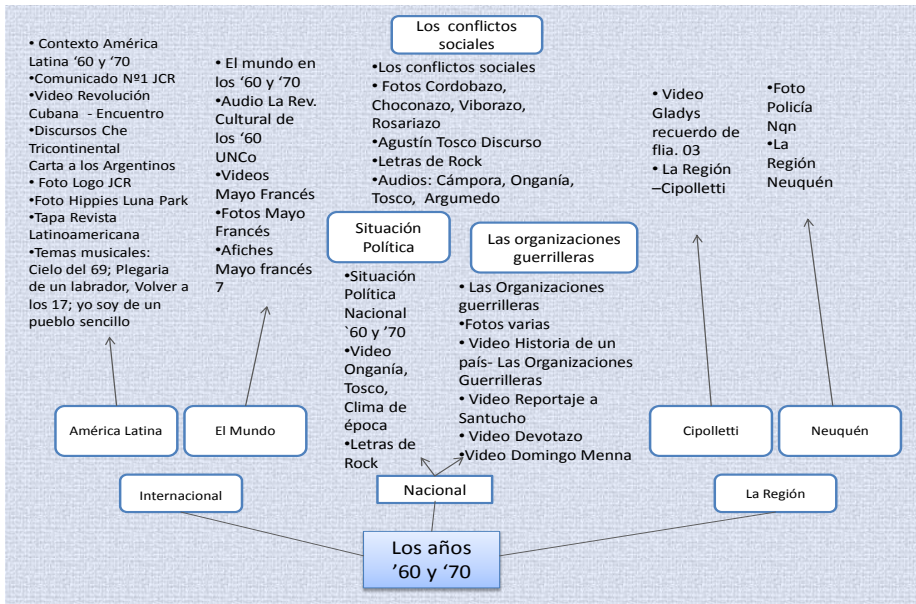 • Contexto América
Latina ‘60 y ‘70
•Comunicado Nº1 JCR
•Video Revolución
Cubana - Encuentro
•Discursos Che
Tricontinental
Carta a los Argentinos
• Foto Logo JCR
•Foto Hippies Luna Park
•Tapa Revista
Latinoamericana
•Temas musicales:
Cielo del 69; Plegaria
de un labrador, Volver a
los 17; yo soy de un
pueblo sencillo
• El mundo en
los ‘60 y ‘70
•Audio La Rev.
Cultural de
los ‘60
UNCo
•Videos
Mayo Francés
•Fotos Mayo
Francés
•Afiches
Mayo francés
7
Los conflictos
sociales
•Los conflictos sociales
• Fotos Cordobazo,
Choconazo, Viborazo,
Rosariazo
•Agustín Tosco Discurso
•Letras de Rock
•Audios: Cámpora, Onganía,
Tosco, Argumedo
Situación
Política
•Situación
Política
Nacional
`60 y ’70
•Video
Onganía,
Tosco,
Clima de
época
•Letras de
Rock
Las organizaciones
guerrilleras
• Las Organizaciones
guerrilleras
•Fotos varias
• Video Historia de un
país- Las Organizaciones
Guerrilleras
• Video Reportaje a
Santucho
• Video Devotazo
•Video Domingo Menna
• Video
Gladys
recuerdo de
flia. 03
• La Región
–Cipolletti
•Foto
Policía
Nqn
•La
Región
Neuquén
América Latina
El Mundo
Cipolletti
Neuquén
Internacional
Nacional
La Región
Los años
’60 y ‘70